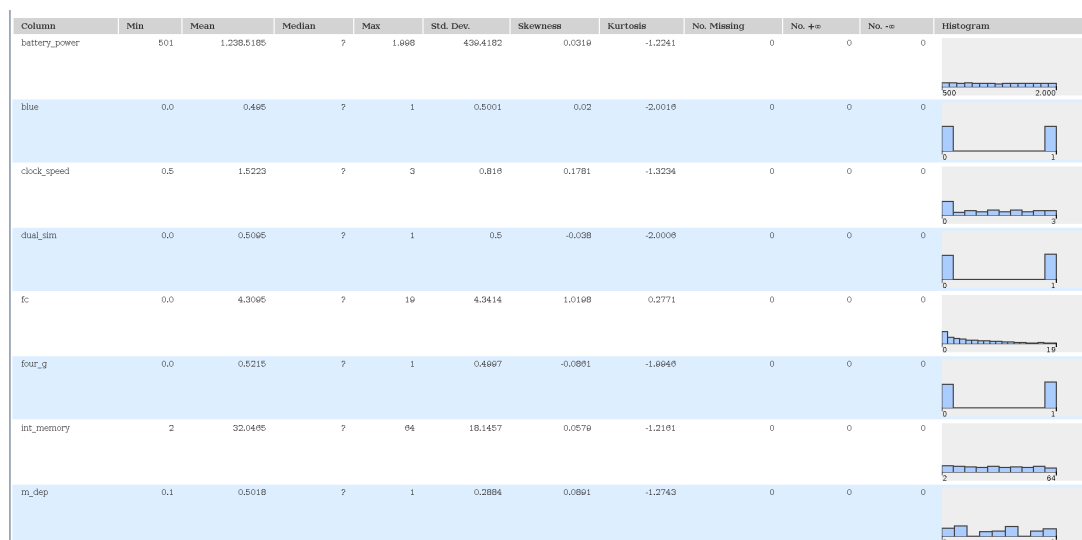 Column Min Mean Median Max Std. Dev. Skewness Kurtosis No. Missing No. +∞ No. -∞ Histogram
battery_power 501 1.238.5185 ? 1.998 439.4182 0.0319 -1.2241 0 0 0
500 2.000
blue 0.0 0.495 ? 1 0.5001 0.02 -2.0016 0 0 0
0 1
clock_speed 0.5 1.5223 ? 3 0.816 0.1781 -1.3234 0 0 0
0 3
dual_sim 0.0 0.5095 ? 1 0.5 -0.038 -2.0006 0 0 0
0 1
fc 0.0 4.3095 ? 19 4.3414 1.0198 0.2771 0 0 0
0 19
four_g 0.0 0.5215 ? 1 0.4997 -0.0861 -1.9946 0 0 0
0 1
int_memory 2 32.0465 ? 64 18.1457 0.0579 -1.2161 0 0 0
2 64
m_dep 0.1 0.5018 ? 1 0.2884 0.0891 -1.2743 0 0 0